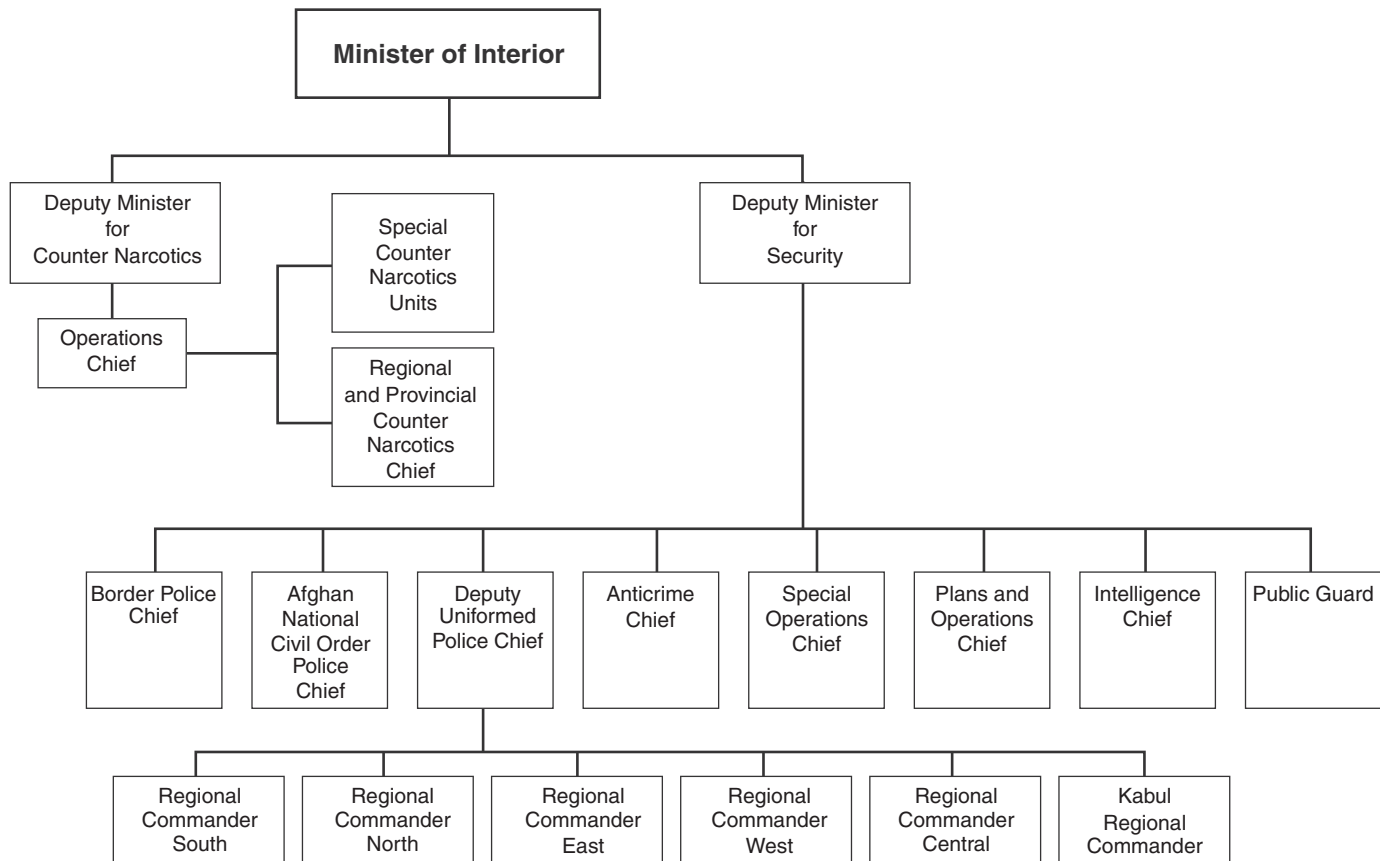 Minister of Interior
Deputy Minister
for
Counter Narcotics
Operations
Chief
Special
Counter
Narcotics
Units
Regional
and Provincial
Counter
Narcotics
Chief
Deputy Minister
for
Security
Border Police
Chief
Afghan
National
Civil Order
Police
Chief
Deputy
Uniformed
Police Chief
Anticrime
Chief
Special
Operations
Chief
Plans and
Operations
Chief
Intelligence
Chief
Public Guard
Regional
Commander
South
Regional
Commander
North
Regional
Commander
East
Regional
Commander
West
Regional
Commander
Central
Kabul
Regional
Commander